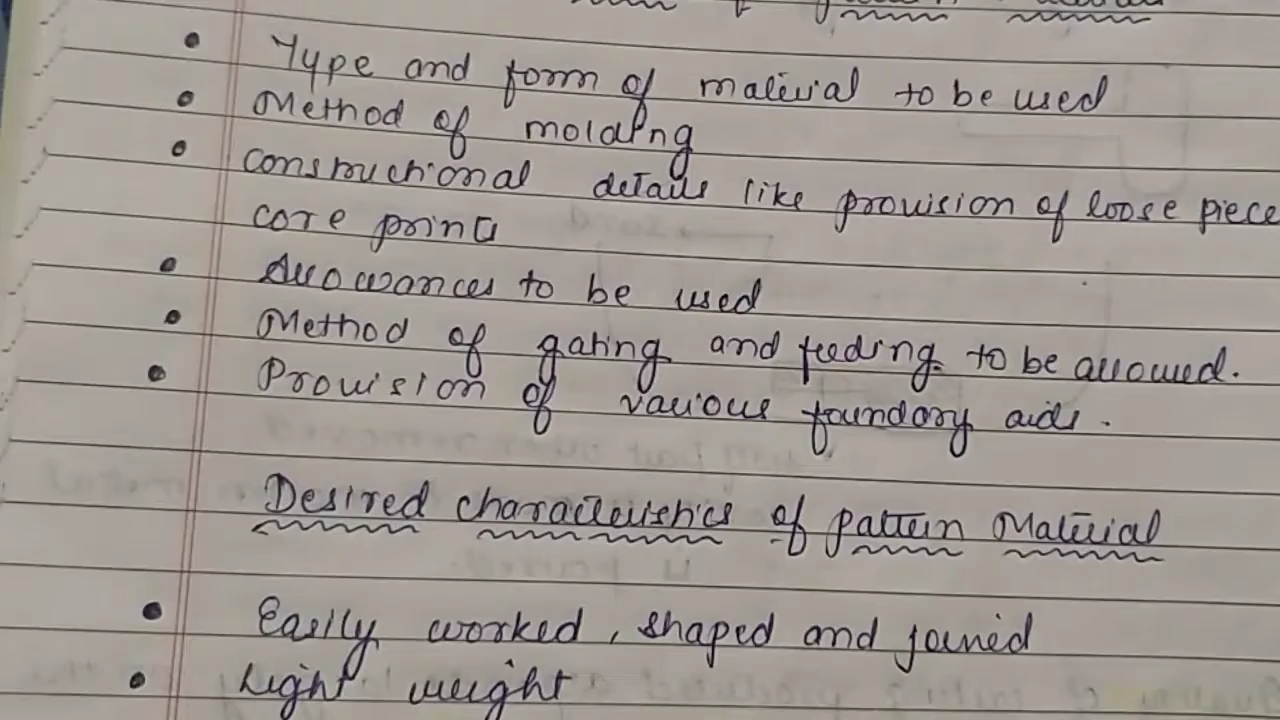 • Type and form of material to be used
• Method of molding
• Constructional details like provision of loose piece
core prints
• Allowances to be used
• Method of gating and feeding to be allowed.
• Provision of various foundory aids.
Desired characteristics of pattern Material
• Easily worked, shaped and joined
• Light weight